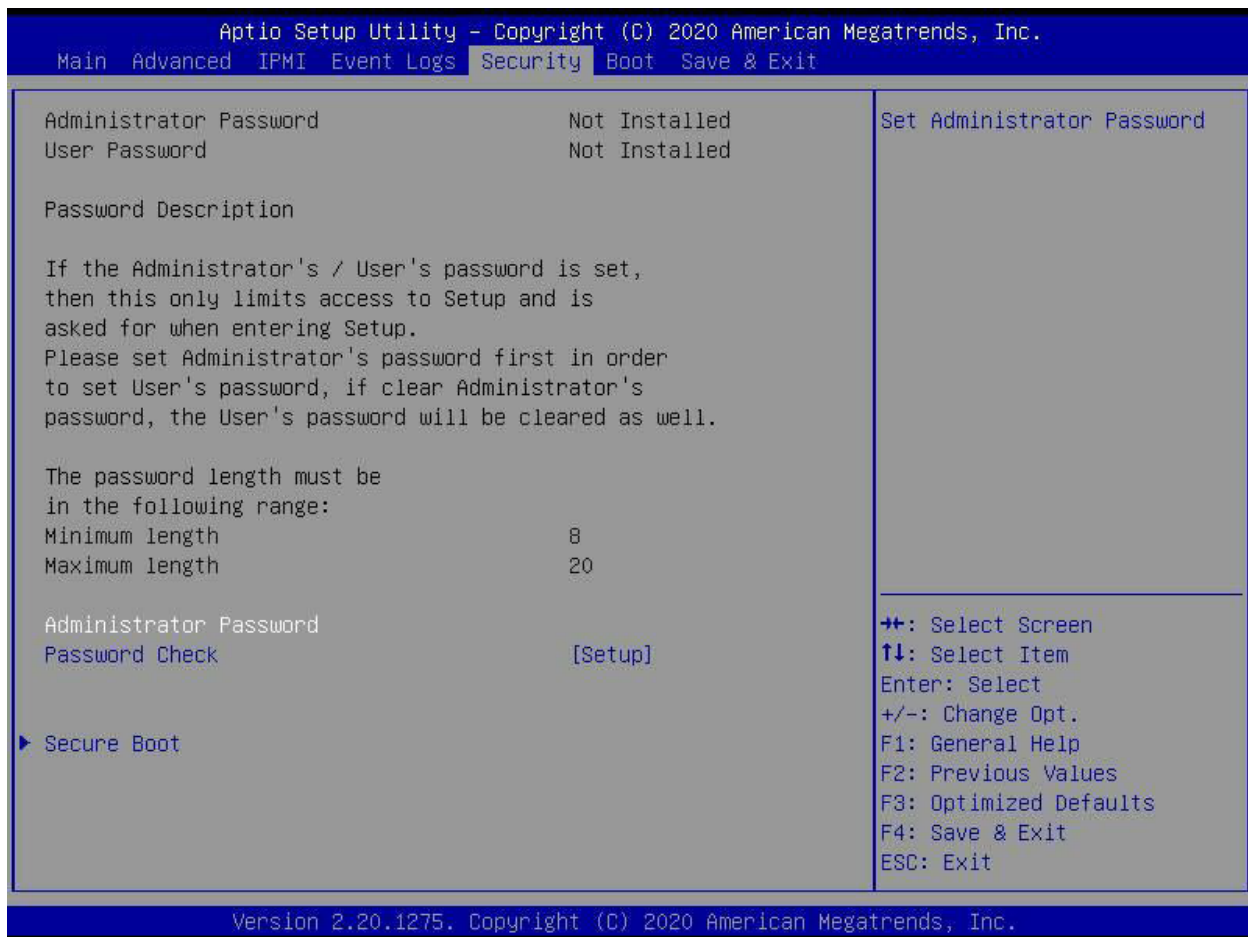 Aptio Setup Utility – Copyright (C) 2020 American Megatrends, Inc.
Main Advanced IPMI Event Logs Security Boot Save & Exit
Administrator Password Not Installed
User Password Not Installed
Password Description
If the Administrator's / User's password is set,
then this only limits access to Setup and is
asked for when entering Setup.
Please set Administrator's password first in order
to set User's password, if clear Administrator's
password, the User's password will be cleared as well.
The password length must be
in the following range:
Minimum length 8
Maximum length 20
Administrator Password
Password Check [Setup]
Secure Boot
Set Administrator Password
→←: Select Screen
↑↓: Select Item
Enter: Select
+/-: Change Opt.
F1: General Help
F2: Previous Values
F3: Optimized Defaults
F4: Save & Exit
ESC: Exit
Version 2.20.1275. Copyright (C) 2020 American Megatrends, Inc.